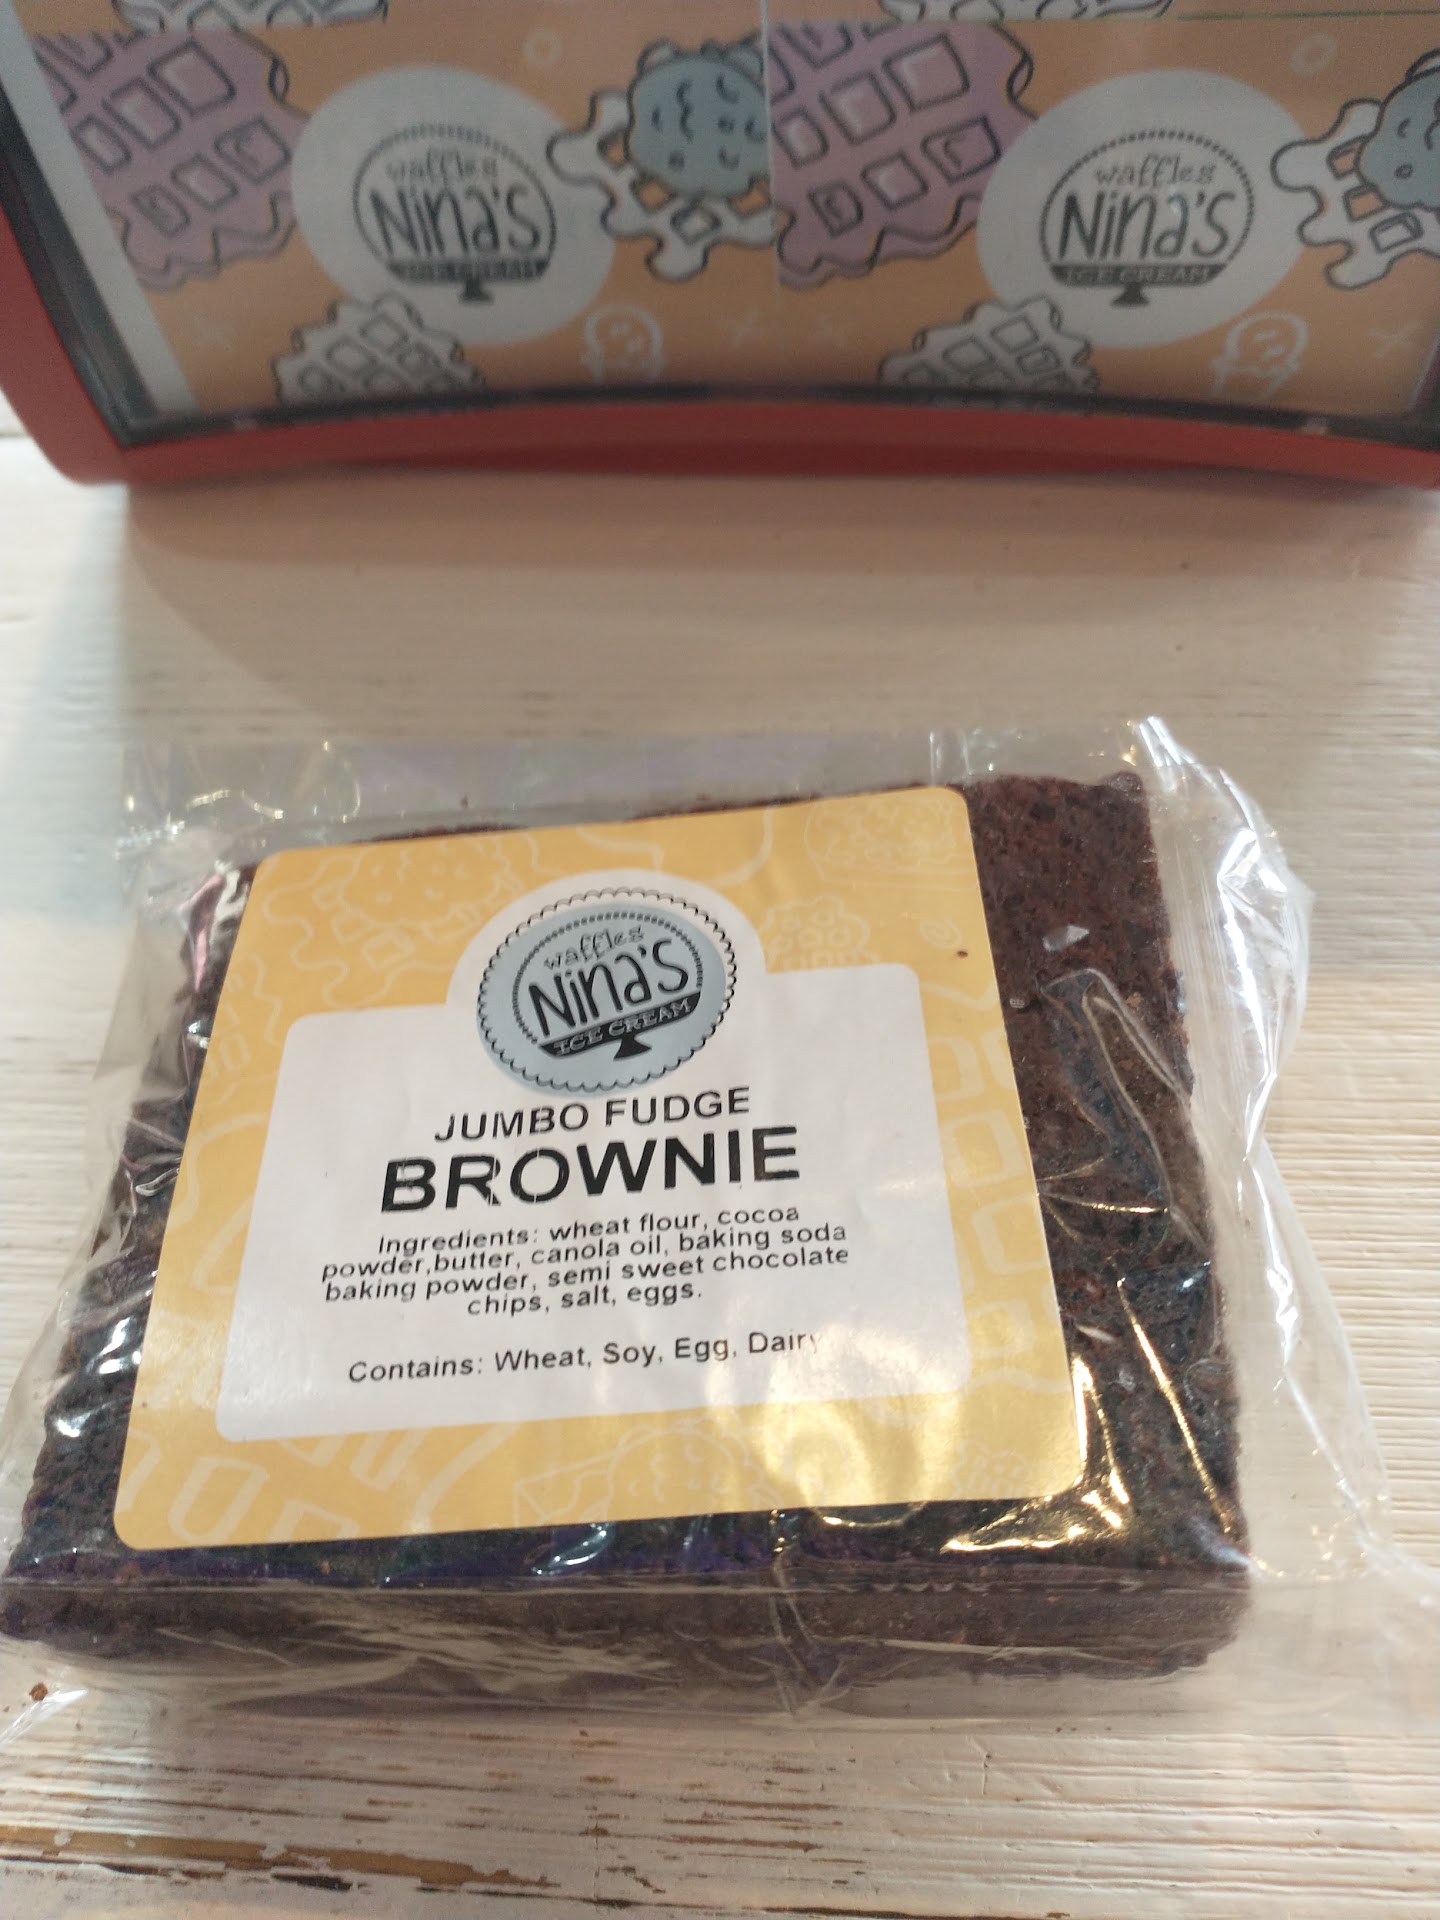 waffles
Nina's
ICE CREAM
waffles
Nina's
ICE CREAM
waffles
Nina's
ICE CREAM
JUMBO FUDGE
BROWNIE
Ingredients: wheat flour, cocoa
powder,butter, canola oil, baking soda
baking powder, semi sweet chocolate
chips, salt, eggs.
Contains: Wheat, Soy, Egg, Dairy